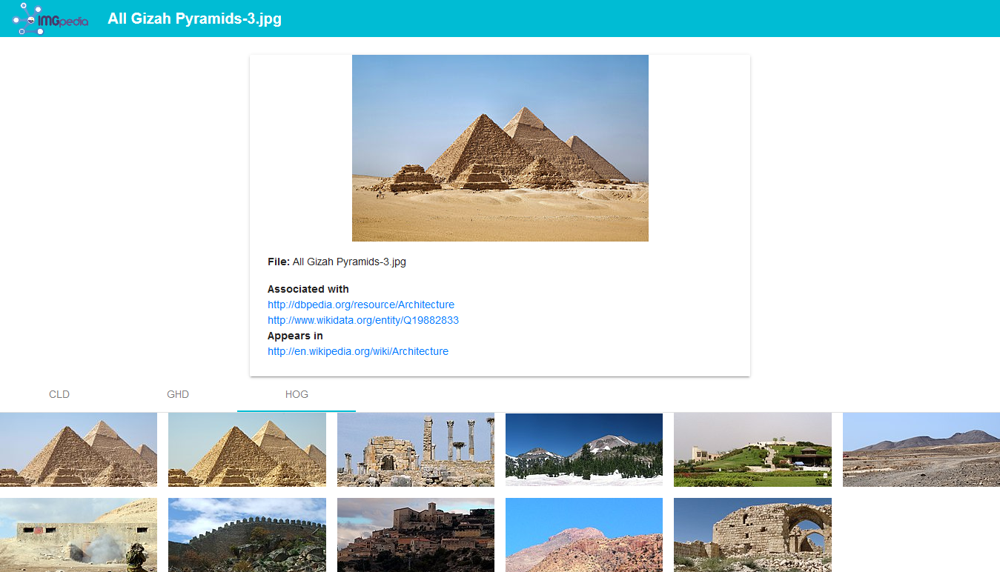 IMGpedia All Gizah Pyramids-3.jpg
File: All Gizah Pyramids-3.jpg
Associated with
http://dbpedia.org/resource/Architecture
http://www.wikidata.org/entity/Q19882833
Appears in
http://en.wikipedia.org/wiki/Architecture
CLD GHD HOG